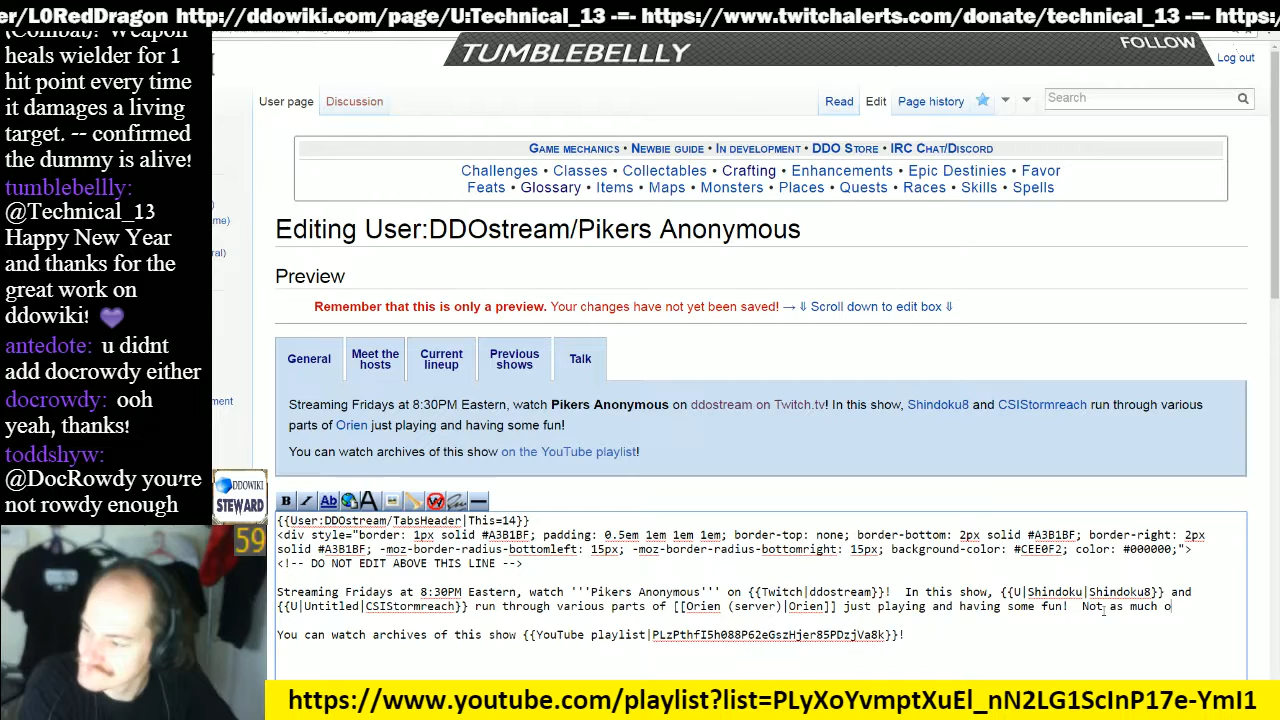 er/L0RedDragon http://ddowiki.com/page/U:Technical_13 -=- https://www.twitchalerts.com/donate/technical_13 -=- https:/
(Combat): Weapon
heals wielder for 1
hit point every time
it damages a living
target. -- confirmed
the dummy is alive!
tumblebellly:
@Technical_13
Happy New Year
and thanks for the
great work on
ddowiki!
antedote: u didnt
add docrowdy either
docrowdy: ooh
yeah, thanks!
toddshyw:
@DocRowdy you're
not rowdy enough
TUMBLEBELLLY
FOLLOW
Log out
User page
Discussion
Read
Edit
Page history
Search
Game mechanics • Newbie guide • In development • DDO Store • IRC Chat/Discord
Challenges • Classes • Collectables • Crafting • Enhancements • Epic Destinies • Favor
Feats • Glossary • Items • Maps • Monsters • Places • Quests • Races • Skills • Spells
me)
ral)
ment
Editing User:DDOstream/Pikers Anonymous
Preview
Remember that this is only a preview. Your changes have not yet been saved! → ⇓ Scroll down to edit box ⇓
General
Meet the hosts
Current lineup
Previous shows
Talk
Streaming Fridays at 8:30PM Eastern, watch Pikers Anonymous on ddostream on Twitch.tv! In this show, Shindoku8 and CSIStormreach run through various
parts of Orien just playing and having some fun!
You can watch archives of this show on the YouTube playlist!
DDOWIKI
STEWARD
59
B I Ab A W
{{User:DDOstream/TabsHeader|This=14}}
<div style="border: 1px solid #A3B1BF; padding: 0.5em 1em 1em 1em; border-top: none; border-bottom: 2px solid #A3B1BF; border-right: 2px
solid #A3B1BF; -moz-border-radius-bottomleft: 15px; -moz-border-radius-bottomright: 15px; background-color: #CEE0F2; color: #000000;">
<!-- DO NOT EDIT ABOVE THIS LINE -->
Streaming Fridays at 8:30PM Eastern, watch '''Pikers Anonymous''' on {{Twitch|ddostream}}!  In this show, {{U|Shindoku|Shindoku8}} and
{{U|Untitled|CSIStormreach}} run through various parts of [[Orien (server)|Orien]] just playing and having some fun!  Not as much o
You can watch archives of this show {{YouTube playlist|PLzPthfI5h088P62eGszHjer85PDzjVa8k}}!
https://www.youtube.com/playlist?list=PLyXoYvmptXuEl_nN2LG1ScInP17e-YmI1